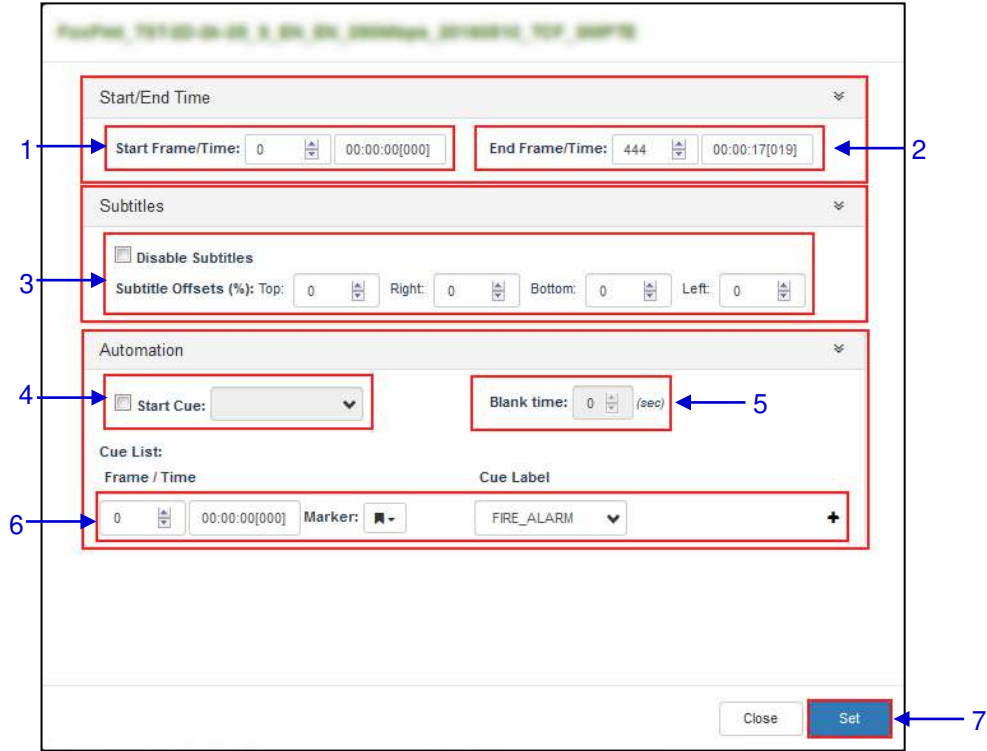 Start/End Time
1 Start Frame/Time: 0 00:00:00[000] End Frame/Time: 444 00:00:17[019] 2
Subtitles
Disable Subtitles
3 Subtitle Offsets (%): Top: 0 Right: 0 Bottom: 0 Left: 0
Automation
4 Start Cue: Blank time: 0 (sec) 5
Cue List:
Frame / Time Cue Label
6 0 00:00:00[000] Marker: FIRE_ALARM
Close Set 7